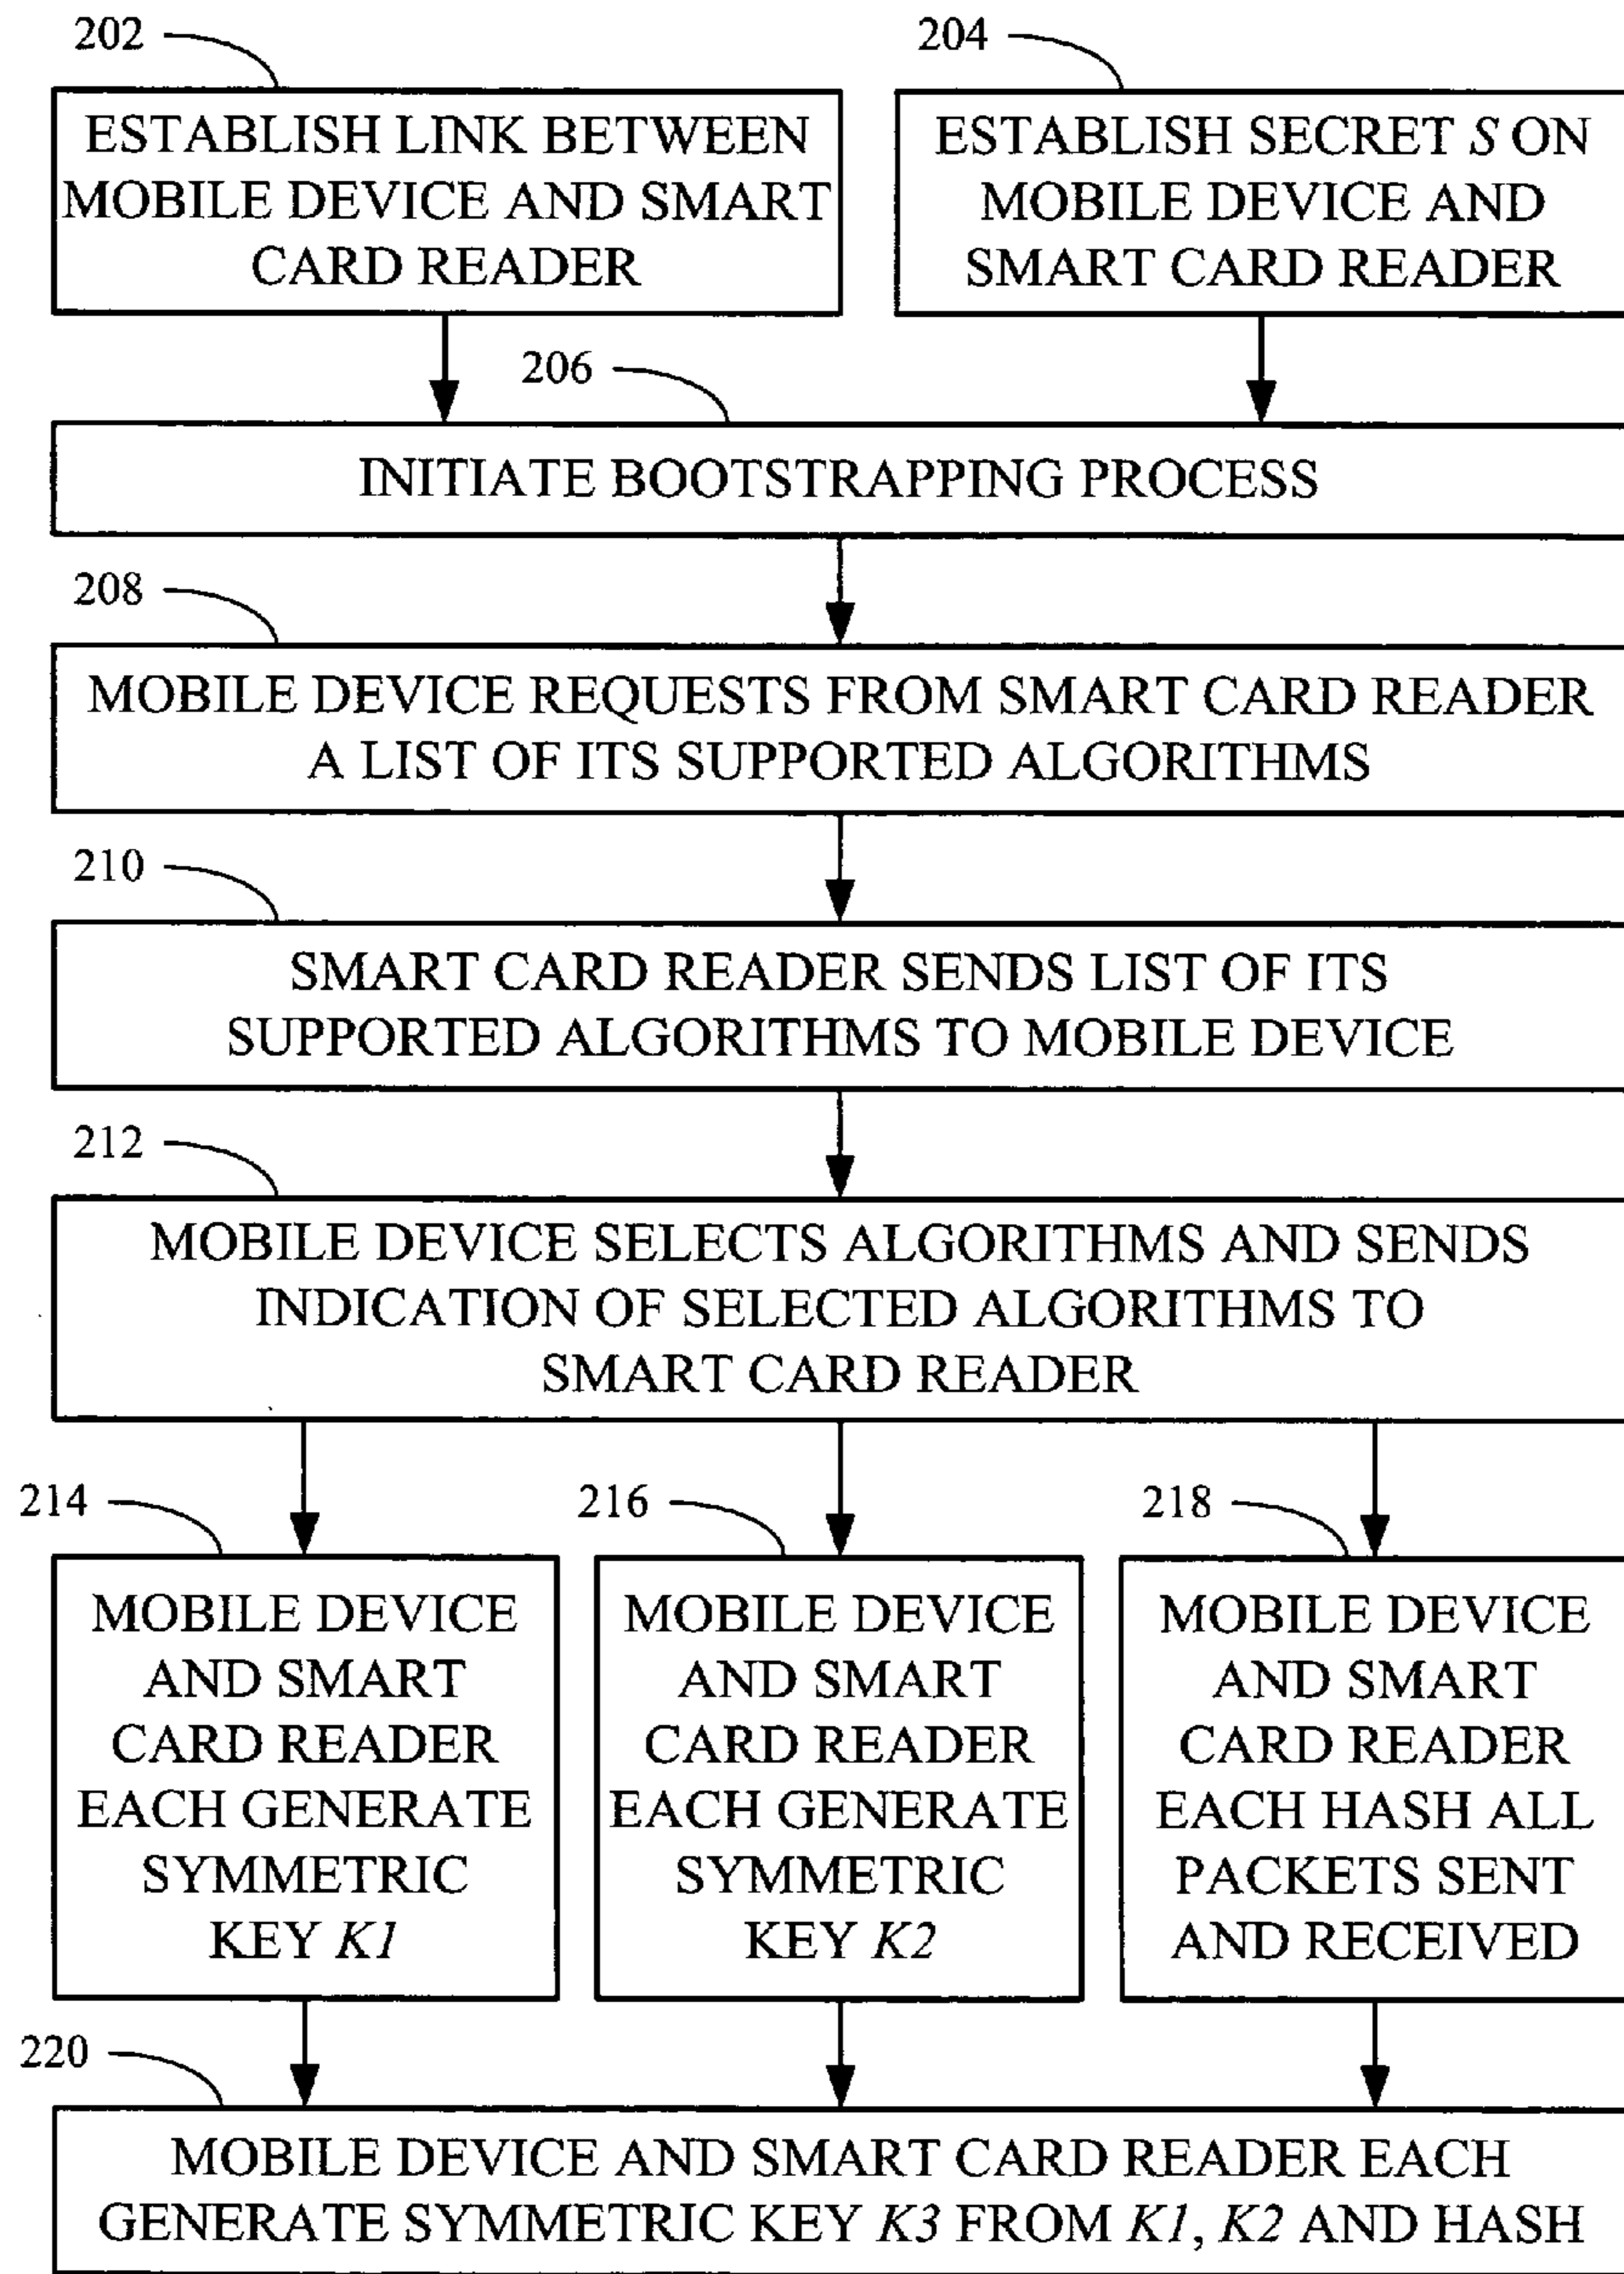 202
204
ESTABLISH LINK BETWEEN
MOBILE DEVICE AND SMART
CARD READER
ESTABLISH SECRET S ON
MOBILE DEVICE AND
SMART CARD READER
206
INITIATE BOOTSTRAPPING PROCESS
208
MOBILE DEVICE REQUESTS FROM SMART CARD READER
A LIST OF ITS SUPPORTED ALGORITHMS
210
SMART CARD READER SENDS LIST OF ITS
SUPPORTED ALGORITHMS TO MOBILE DEVICE
212
MOBILE DEVICE SELECTS ALGORITHMS AND SENDS
INDICATION OF SELECTED ALGORITHMS TO
SMART CARD READER
214
216
218
MOBILE DEVICE
AND SMART
CARD READER
EACH GENERATE
SYMMETRIC
KEY K1
MOBILE DEVICE
AND SMART
CARD READER
EACH GENERATE
SYMMETRIC
KEY K2
MOBILE DEVICE
AND SMART
CARD READER
EACH HASH ALL
PACKETS SENT
AND RECEIVED
220
MOBILE DEVICE AND SMART CARD READER EACH
GENERATE SYMMETRIC KEY K3 FROM K1, K2 AND HASH